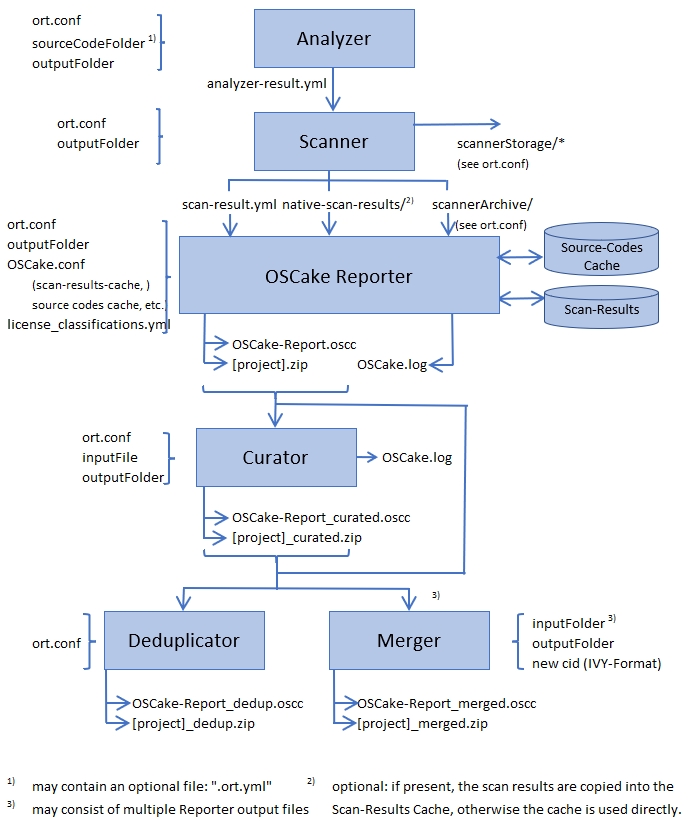 ort.conf
sourceCodeFolder 1)
outputFolder
Analyzer
analyzer-result.yml
ort.conf
outputFolder
Scanner
scannerStorage/*
(see ort.conf)
scan-result.yml native-scan-results/2) scannerArchive/
(see ort.conf)
ort.conf
outputFolder
OSCake.conf
(scan-results-cache, )
source codes cache, etc.
license_classifications.yml
OSCake Reporter
Source-Codes
Cache
Scan-Results
OSCake-Report.oscc
[project].zip
OSCake.log
ort.conf
inputFile
outputFolder
Curator
OSCake.log
OSCake-Report_curated.oscc
[project]_curated.zip
3)
ort.conf
Deduplicator
Merger
inputFolder 3)
outputFolder
new cid (IVY-Format)
OSCake-Report_dedup.oscc
[project]_dedup.zip
OSCake-Report_merged.oscc
[project]_merged.zip
1) may contain an optional file: ".ort.yml"
3) may consist of multiple Reporter output files
2) optional: if present, the scan results are copied into the
Scan-Results Cache, otherwise the cache is used directly.